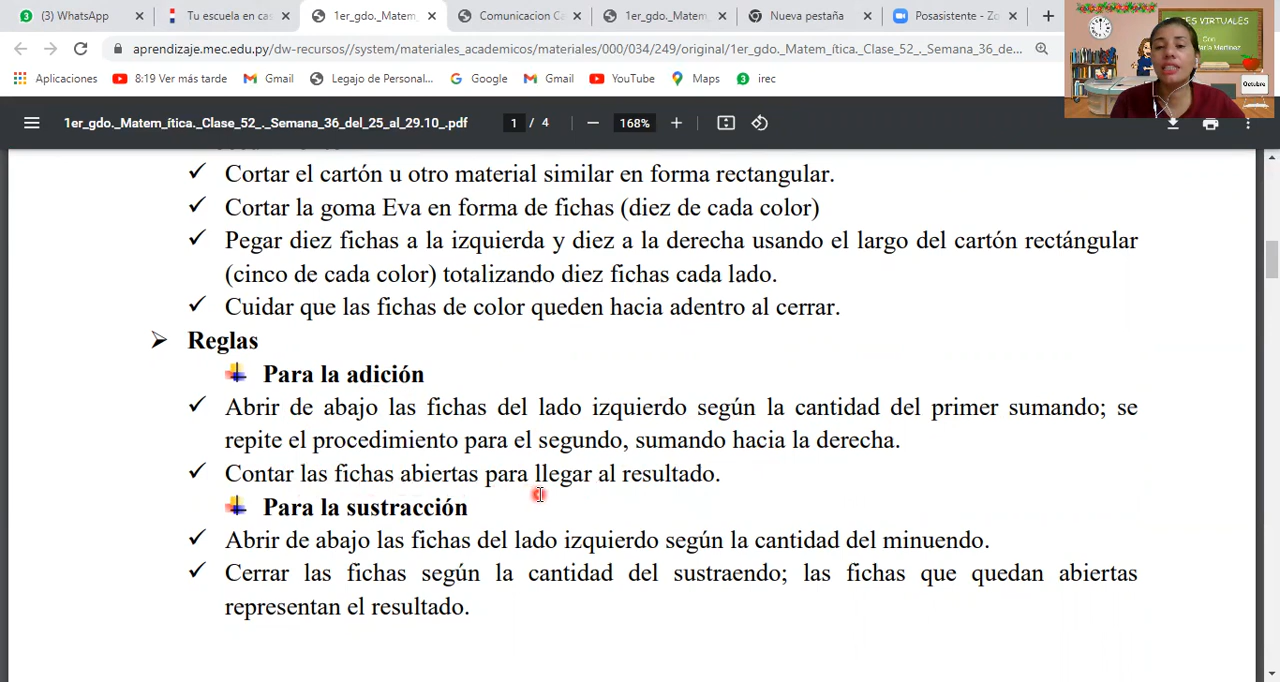 (3) WhatsApp
Tu escuela en cas
1er_gdo._Matem
Comunicacion C
1er_gdo._Matem
Nueva pestaña
Posasistente - Zo
aprendizaje.mec.edu.py/dw-recursos//system/materiales_academicos/materiales/000/034/249/original/1er_gdo._Matem_ítica._Clase_52_._Semana_36_de...
Aplicaciones
8:19 Ver más tarde
Gmail
Legajo de Personal...
Google
Gmail
YouTube
Maps
irec
VIRTUALES
Con:
Martinez
Octubre
1er_gdo._Matem_ítica._Clase_52_._Semana_36_del_25_al_29.10_.pdf
1 / 4
168%
Cortar el cartón u otro material similar en forma rectangular.
Cortar la goma Eva en forma de fichas (diez de cada color)
Pegar diez fichas a la izquierda y diez a la derecha usando el largo del cartón rectángular
(cinco de cada color) totalizando diez fichas cada lado.
Cuidar que las fichas de color queden hacia adentro al cerrar.
Reglas
Para la adición
Abrir de abajo las fichas del lado izquierdo según la cantidad del primer sumando; se
repite el procedimiento para el segundo, sumando hacia la derecha.
Contar las fichas abiertas para llegar al resultado.
Para la sustracción
Abrir de abajo las fichas del lado izquierdo según la cantidad del minuendo.
Cerrar las fichas según la cantidad del sustraendo; las fichas que quedan abiertas
representan el resultado.